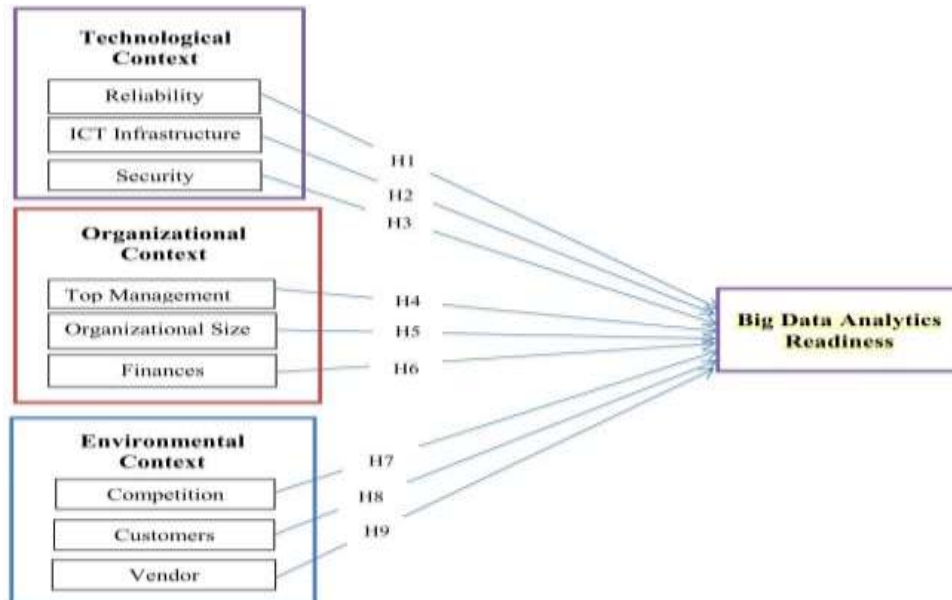 Technological
Context
Reliability
ICT Infrastructure
Security
H1
H2
H3
Organizational
Context
Top Management
Organizational Size
Finances
H4
H5
H6
Big Data Analytics
Readiness
Environmental
Context
Competition
Customers
Vendor
H7
H8
H9